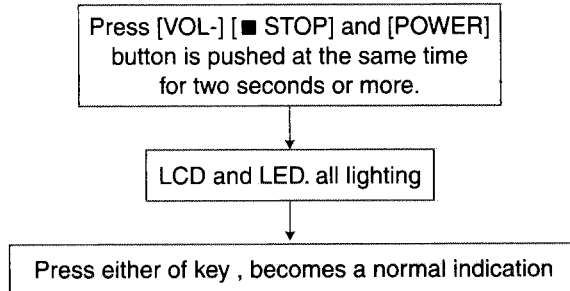 Press [VOL-] [■ STOP] and [POWER]
button is pushed at the same time
for two seconds or more.
LCD and LED. all lighting
Press either of key , becomes a normal indication